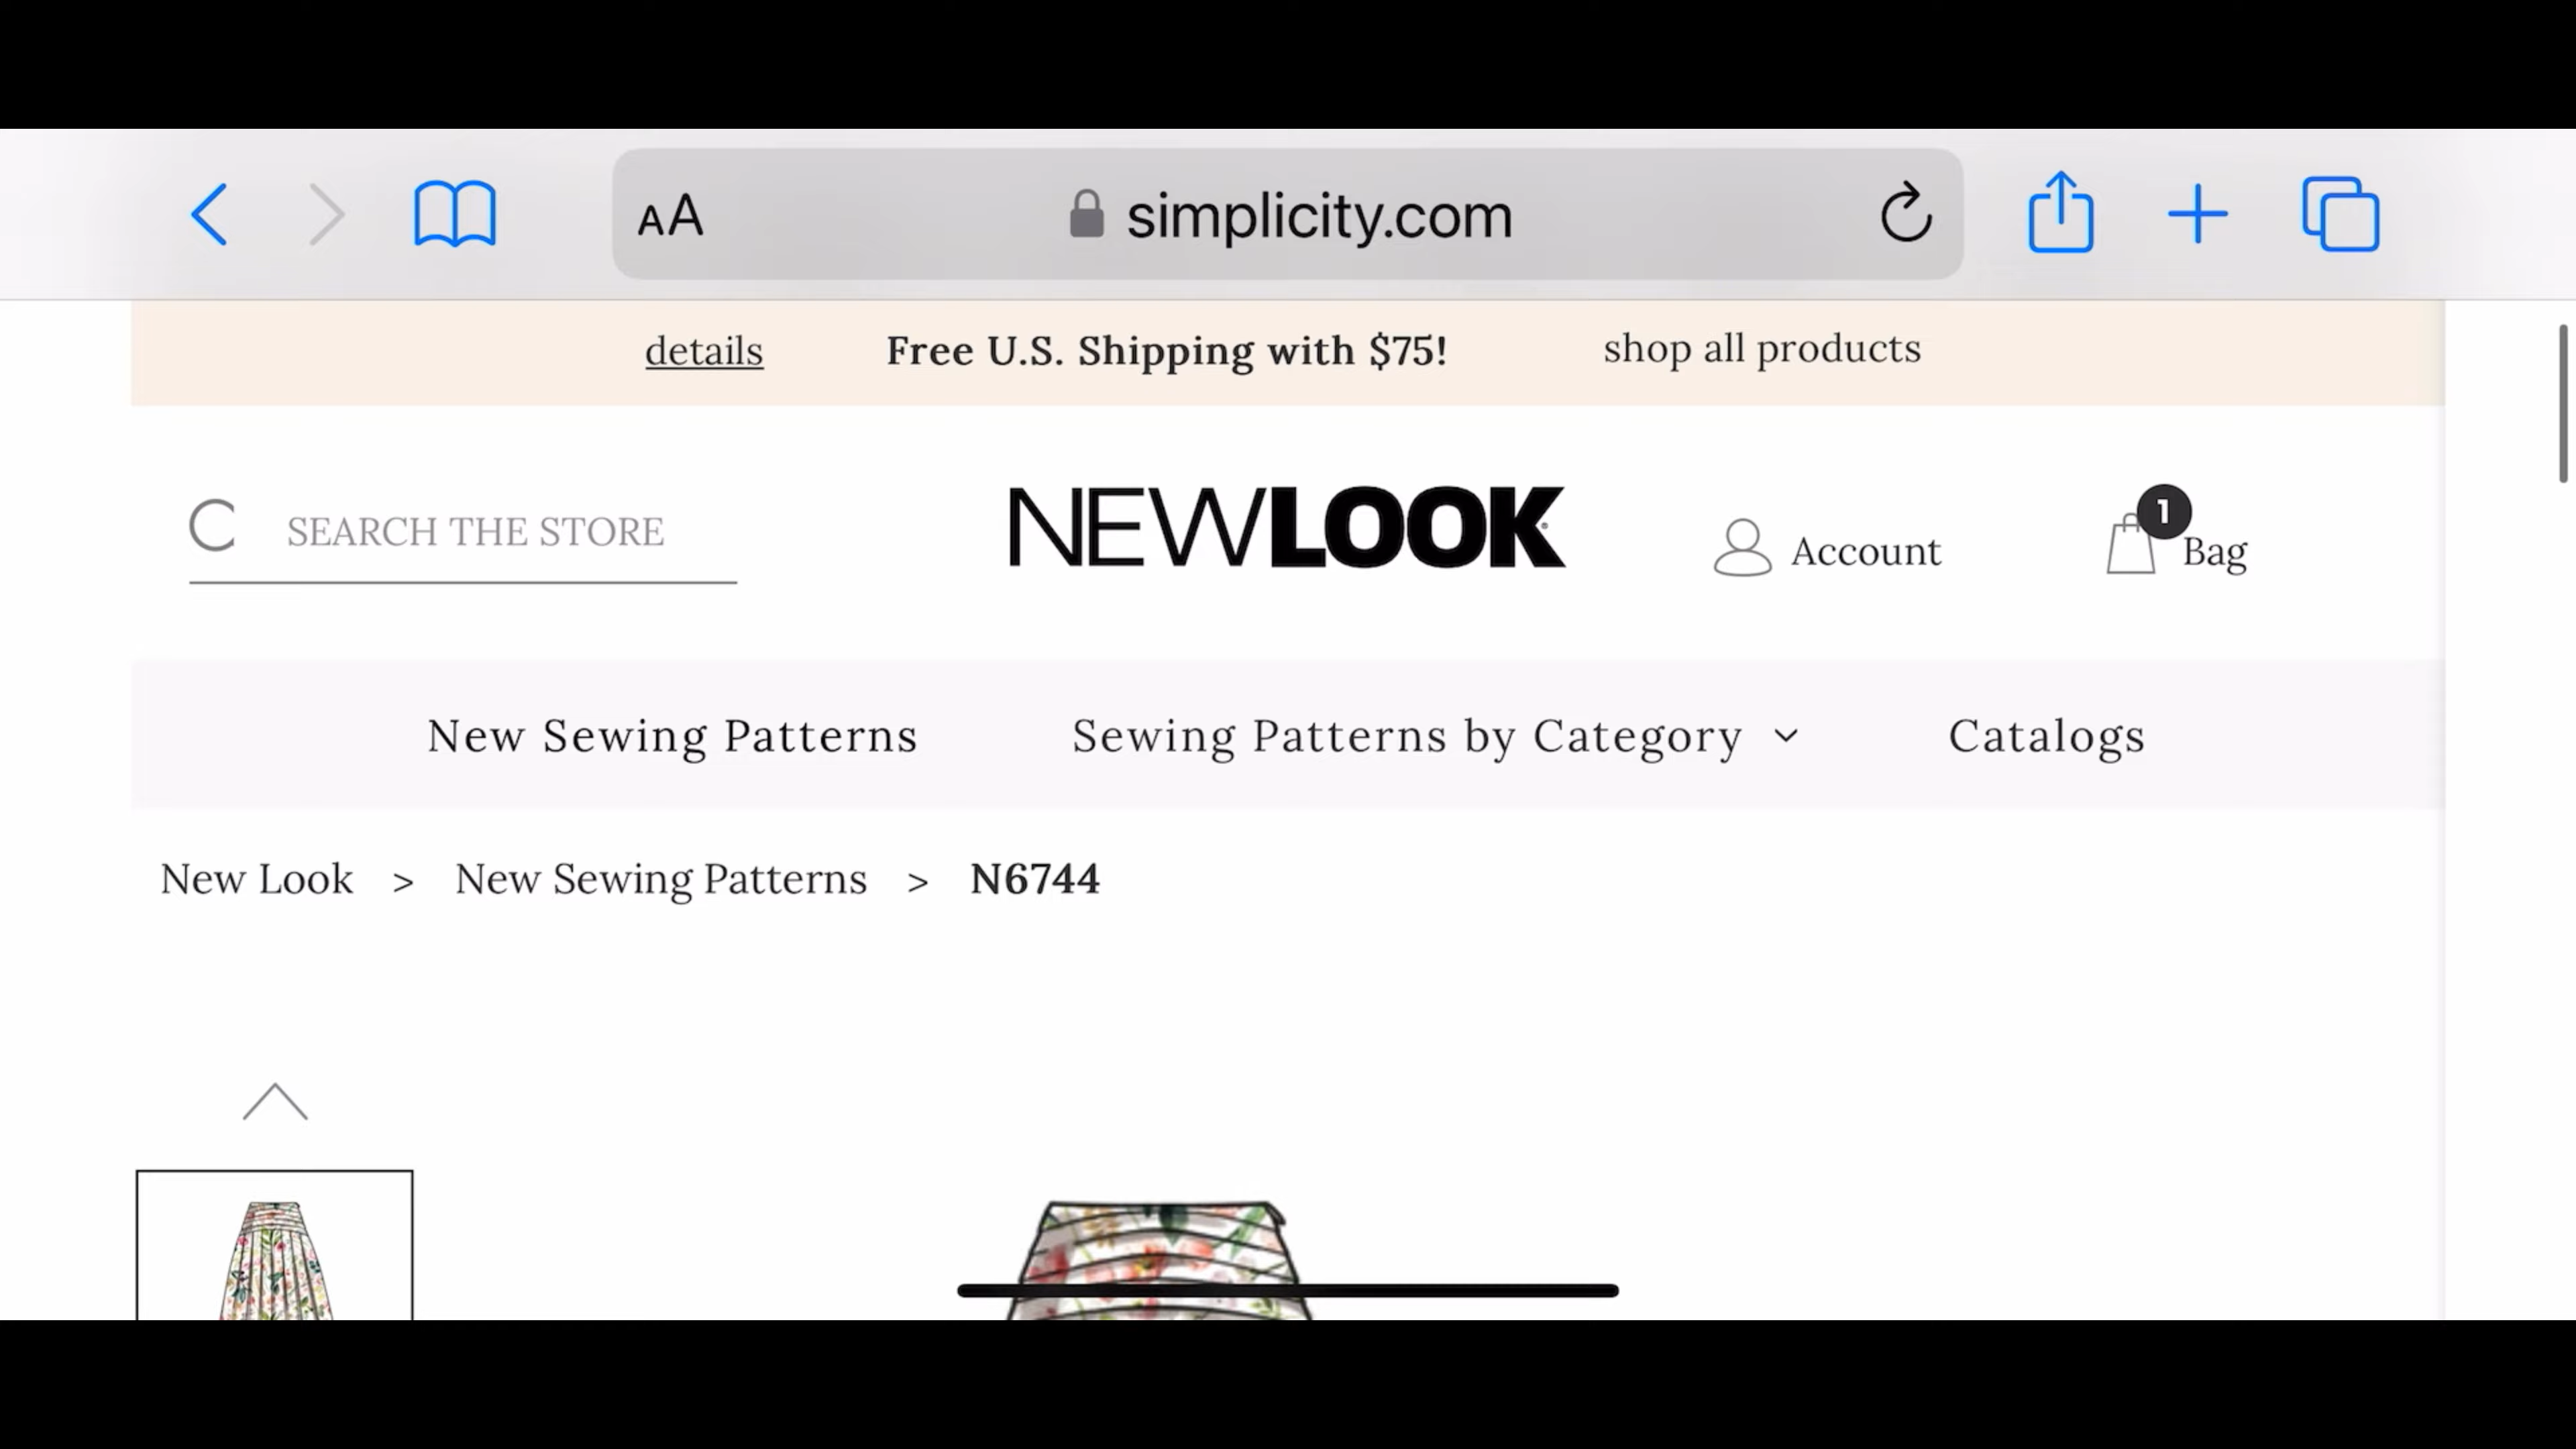 AA simplicity.com
details Free U.S. Shipping with $75! shop all products
SEARCH THE STORE NEWLOOK Account 1 Bag
New Sewing Patterns Sewing Patterns by Category Catalogs
New Look > New Sewing Patterns > N6744